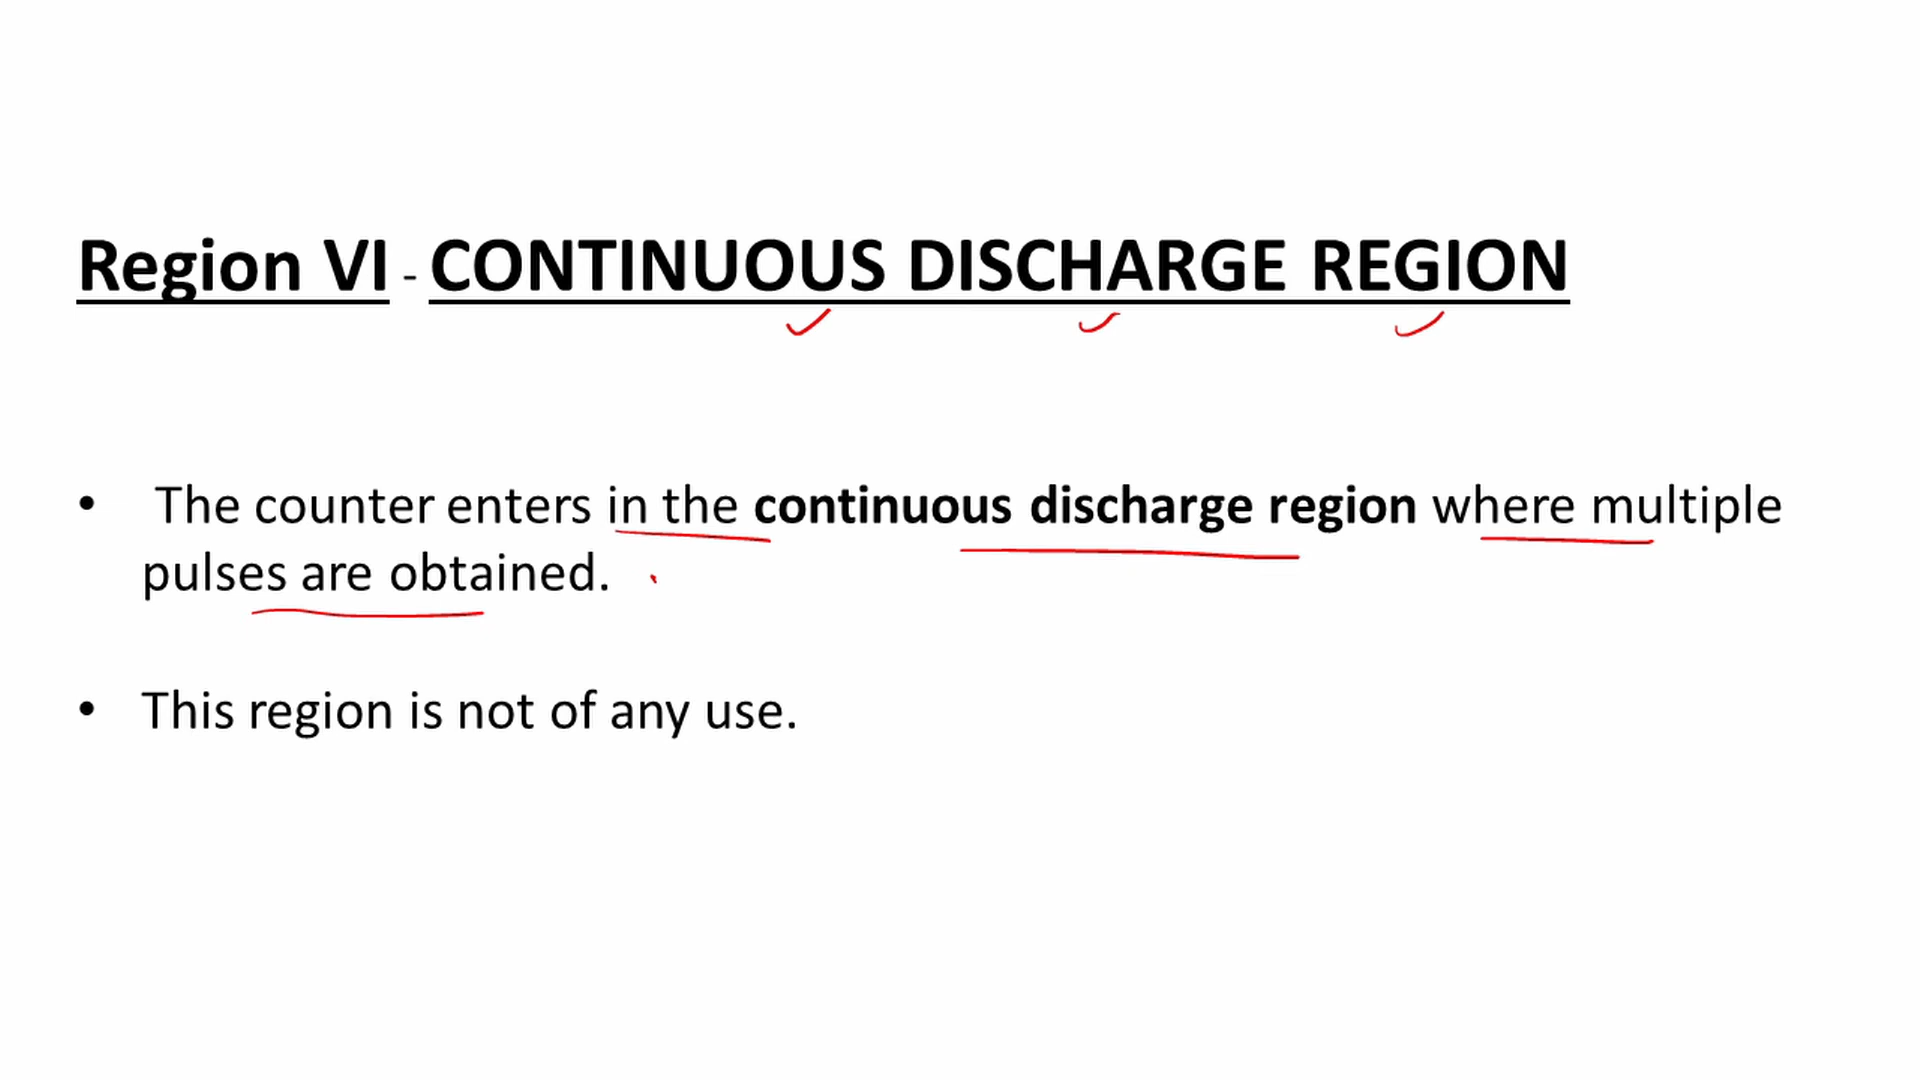 Region VI - CONTINUOUS DISCHARGE REGION
• The counter enters in the continuous discharge region where multiple
pulses are obtained.
• This region is not of any use.